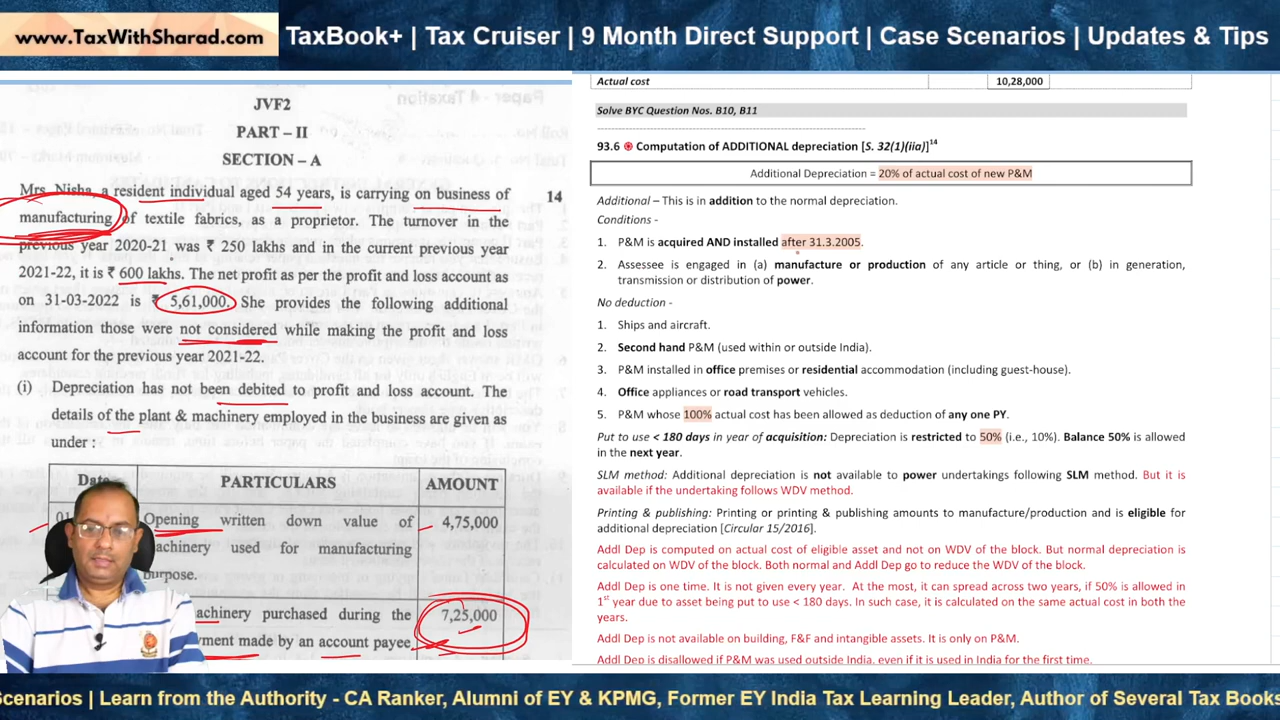 www.TaxWithSharad.com
TaxBook+ | Tax Cruiser | 9 Month Direct Support | Case Scenarios | Updates & Tips
JVF2
PART – II
SECTION – A
Mrs. Nisha, a resident individual aged 54 years, is carrying on business of
14
manufacturing of textile fabrics, as a proprietor. The turnover in the
previous year 2020-21 was ₹ 250 lakhs and in the current previous year
2021-22, it is ₹ 600 lakhs. The net profit as per the profit and loss account as
on 31-03-2022 is ₹ 5,61,000. She provides the following additional
information those were not considered while making the profit and loss
account for the previous year 2021-22.
(i) Depreciation has not been debited to profit and loss account. The
details of the plant & machinery employed in the business are given as
under :
Date PARTICULARS AMOUNT
01 Opening written down value of 4,75,000
machinery used for manufacturing
purpose.
machinery purchased during the 7,25,000
payment made by an account payee
Actual cost 10,28,000
Solve BYC Question Nos. B10, B11
93.6 Computation of ADDITIONAL depreciation [S. 32(1)(iia)]14
Additional Depreciation = 20% of actual cost of new P&M
Additional – This is in addition to the normal depreciation.
Conditions -
1. P&M is acquired AND installed after 31.3.2005.
2. Assessee is engaged in (a) manufacture or production of any article or thing, or (b) in generation,
transmission or distribution of power.
No deduction -
1. Ships and aircraft.
2. Second hand P&M (used within or outside India).
3. P&M installed in office premises or residential accommodation (including guest-house).
4. Office appliances or road transport vehicles.
5. P&M whose 100% actual cost has been allowed as deduction of any one PY.
Put to use < 180 days in year of acquisition: Depreciation is restricted to 50% (i.e., 10%). Balance 50% is allowed
in the next year.
SLM method: Additional depreciation is not available to power undertakings following SLM method. But it is
available if the undertaking follows WDV method.
Printing & publishing: Printing or printing & publishing amounts to manufacture/production and is eligible for
additional depreciation [Circular 15/2016].
Addl Dep is computed on actual cost of eligible asset and not on WDV of the block. But normal depreciation is
calculated on WDV of the block. Both normal and Addl Dep go to reduce the WDV of the block.
Addl Dep is one time. It is not given every year. At the most, it can spread across two years, if 50% is allowed in
1st year due to asset being put to use < 180 days. In such case, it is calculated on the same actual cost in both the
years.
Addl Dep is not available on building, F&F and intangible assets. It is only on P&M.
Addl Dep is disallowed if P&M was used outside India, even if it is used in India for the first time.
Scenarios | Learn from the Authority - CA Ranker, Alumni of EY & KPMG, Former EY India Tax Learning Leader, Author of Several Tax Books